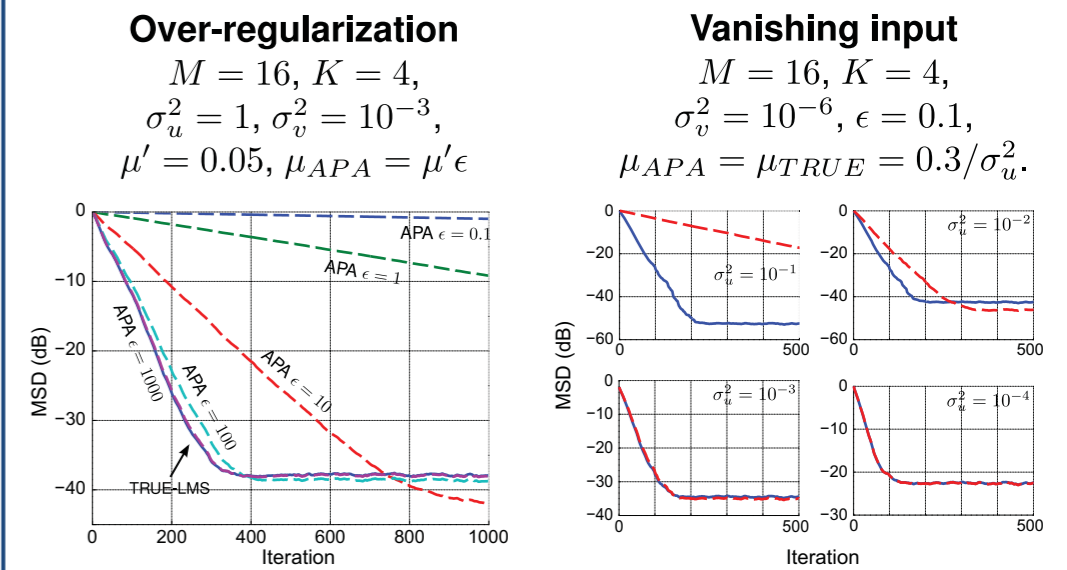 Over-regularization
M = 16, K = 4,
σ_u^2 = 1, σ_v^2 = 10^{-3},
μ′ = 0.05, μ_{APA} = μ′ϵ
0
−10
−20
−30
−40
MSD (dB)
APA ϵ = 0.1
APA ϵ = 1
APA ϵ = 10
APA ϵ = 100
APA ϵ = 1000
TRUE-LMS
0 200 400 600 800 1000
Iteration
Vanishing input
M = 16, K = 4,
σ_v^2 = 10^{-6}, ϵ = 0.1,
μ_{APA} = μ_{TRUE} = 0.3/σ_u^2.
MSD (dB)
0
−20
−40
−60
σ_u^2 = 10^{-1}
0 500
0
−20
−40
−60
σ_u^2 = 10^{-2}
0 500
0
−10
−20
−30
−40
σ_u^2 = 10^{-3}
0 500
0
−10
−20
−30
σ_u^2 = 10^{-4}
0 500
Iteration